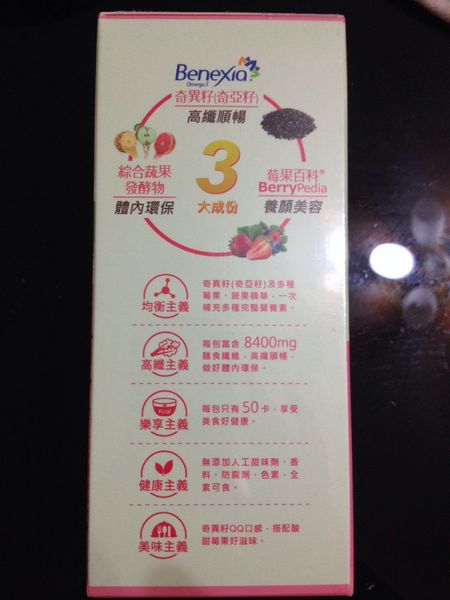 Benexia
Omega 3
奇異籽(奇亞籽)
高纖順暢
綜合蔬果
發酵物
體內環保
3
大成份
莓果百科®
BerryPedia
養顏美容
均衡主義
奇異籽(奇亞籽)及多種
莓果、蔬果精華,一次
補充多種完整營養素。
高纖主義
每包富含 8400mg
膳食纖維,高纖順暢,
做好體內環保。
Kcal
樂享主義
每包只有50卡,享受
美食好健康。
健康主義
無添加人工甜味劑、香
料、防腐劑、色素,全
素可食。
美味主義
奇異籽QQ口感,搭配酸
甜莓果好滋味。